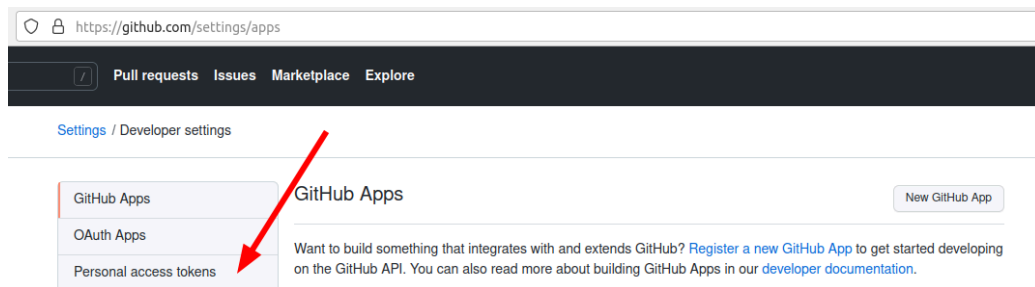 https://github.com/settings/apps
/ Pull requests Issues Marketplace Explore
Settings / Developer settings
GitHub Apps
OAuth Apps
Personal access tokens
GitHub Apps
New GitHub App
Want to build something that integrates with and extends GitHub? Register a new GitHub App to get started developing
on the GitHub API. You can also read more about building GitHub Apps in our developer documentation.